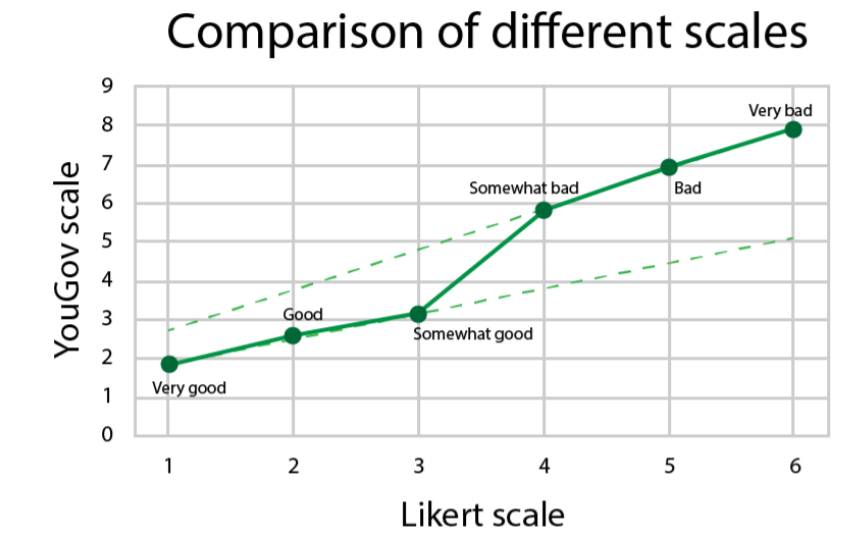 Comparison of different scales
9
8
7
6
5
4
3
2
1
0
YouGov scale
Very good
Good
Somewhat good
Somewhat bad
Bad
Very bad
1 2 3 4 5 6
Likert scale